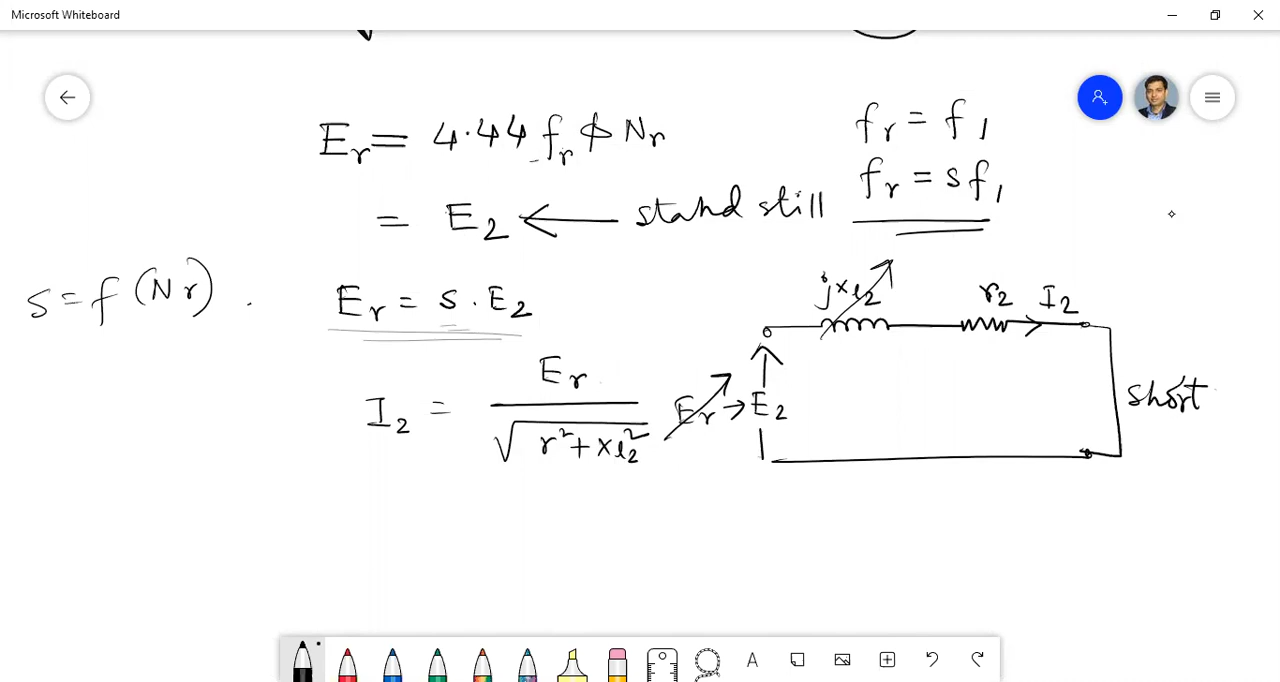 Microsoft Whiteboard
Er = 4.44 fr ϕ Nr
fr = f1
fr = sf1
= E2 ← stand still
s = f(Nr).
Er = s . E2
jxl2
r2
I2
I2 = Er / √(r² + xl2²)
Er → E2
short
A